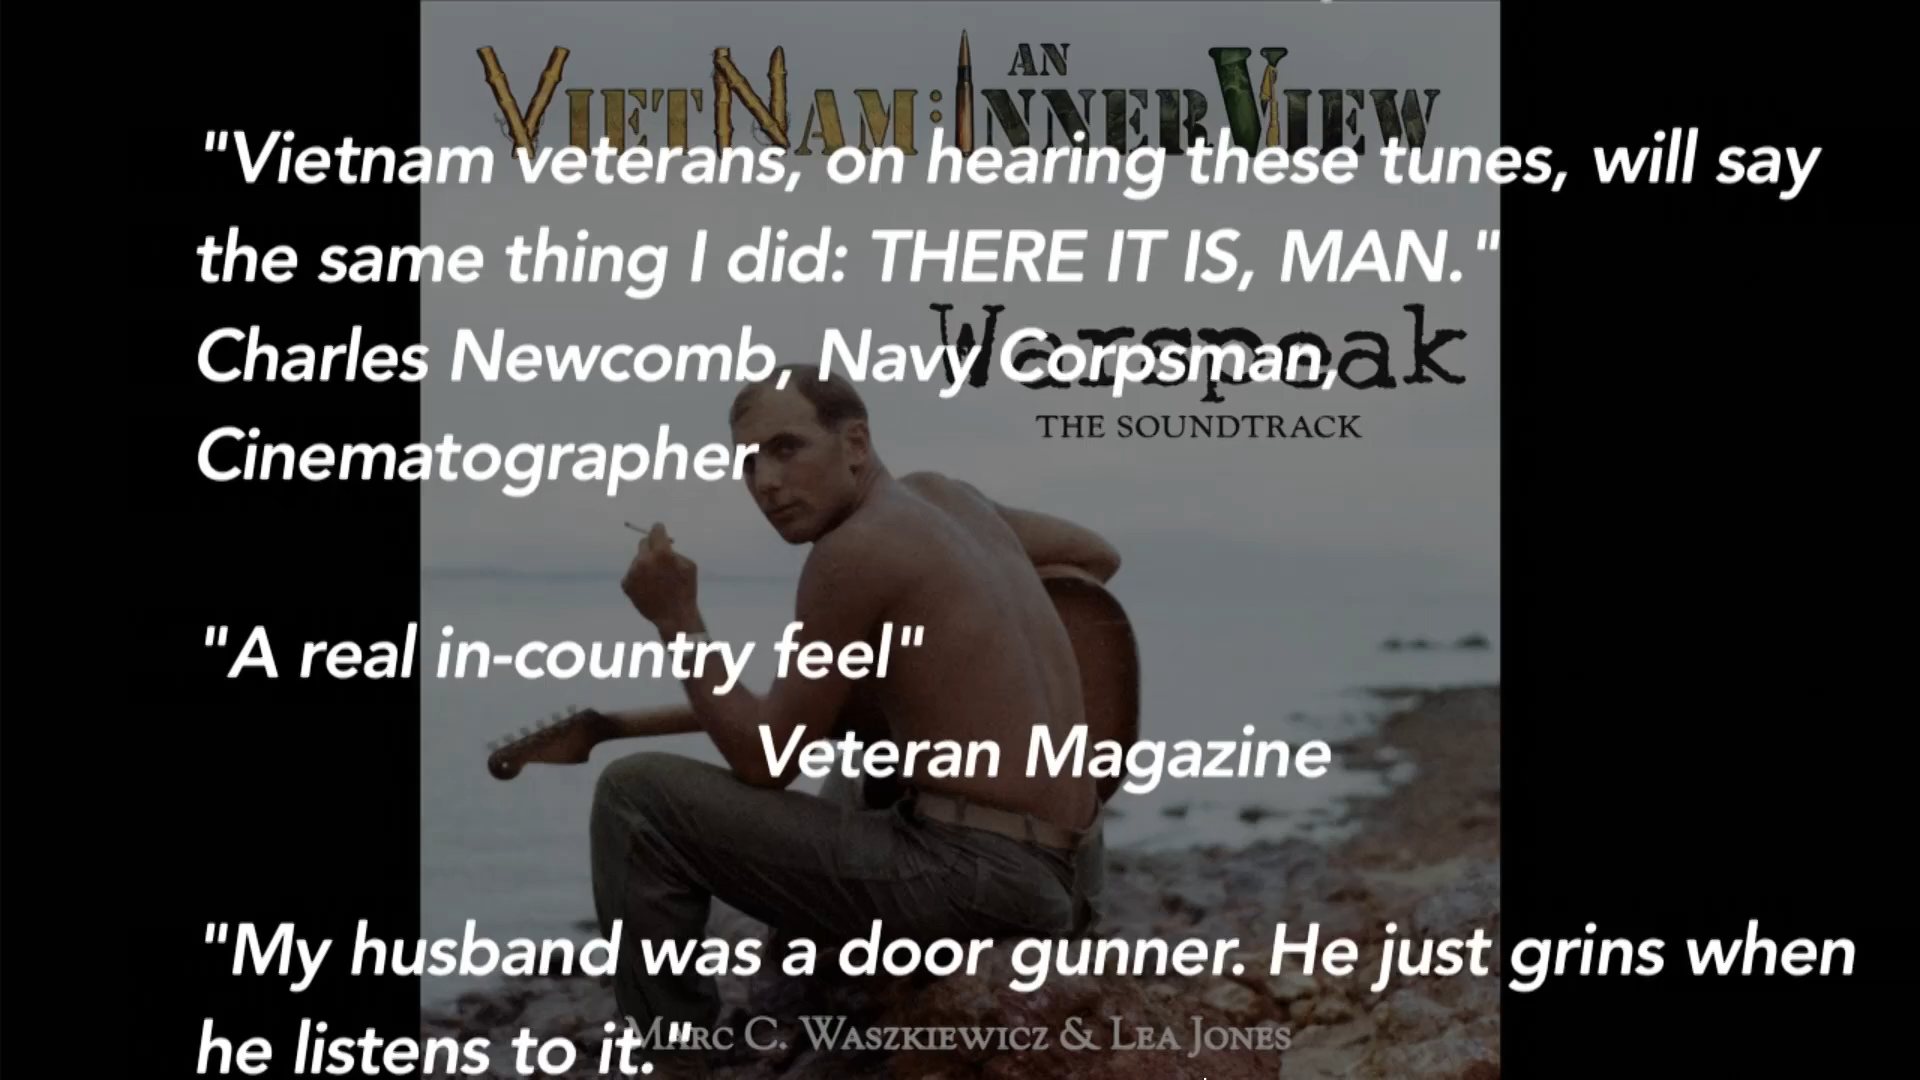 AN
VIETNAM: INNERVIEW
"Vietnam veterans, on hearing these tunes, will say
the same thing I did: THERE IT IS, MAN."
Warspeak
Charles Newcomb, Navy Corpsman,
THE SOUNDTRACK
Cinematographer
"A real in-country feel"
Veteran Magazine
"My husband was a door gunner. He just grins when
he listens to it."
MARC C. WASZKIEWICZ & LEA JONES